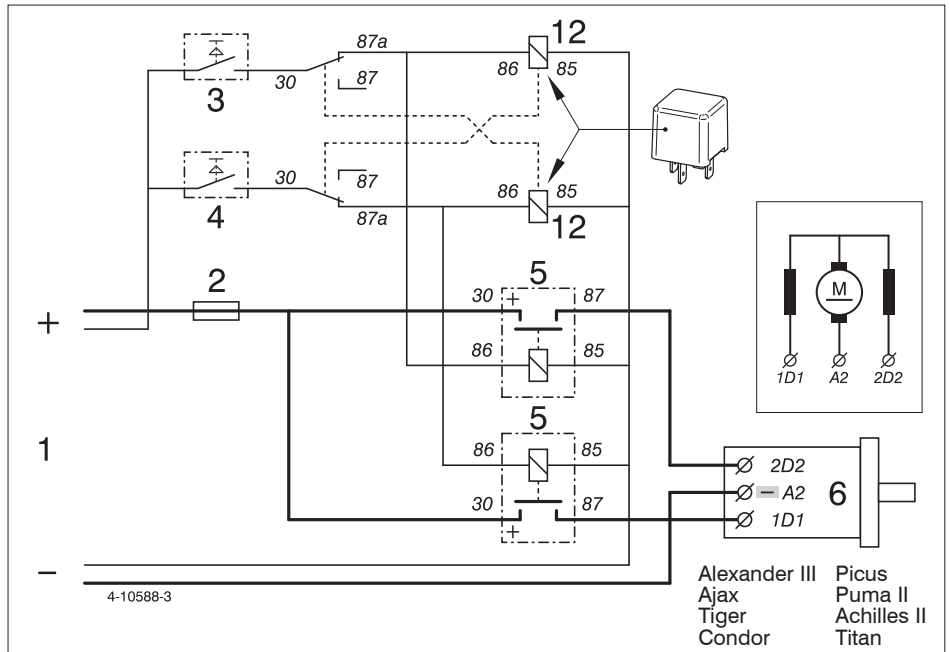 87a
12
86
85
30
87
3
30
87
86
85
4
87a
12
2
5
30
+
87
+
86
85
M
1D1
A2
2D2
1
5
86
85
2D2
30
87
− A2
6
+
1D1
−
4-10588-3
Alexander III Picus
Ajax Puma II
Tiger Achilles II
Condor Titan